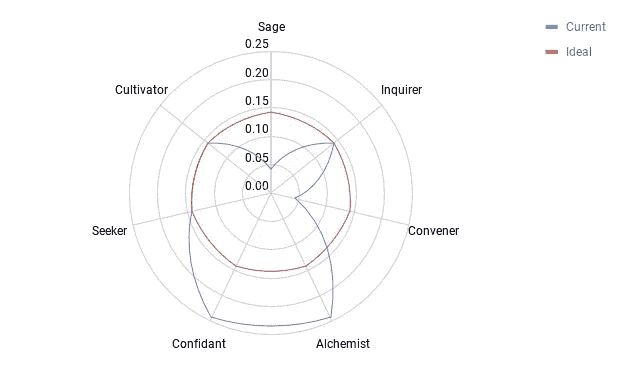 Sage
Current
Ideal
0.25
0.20
Cultivator
Inquirer
0.15
0.10
0.05
0.00
Seeker
Convener
Confidant
Alchemist